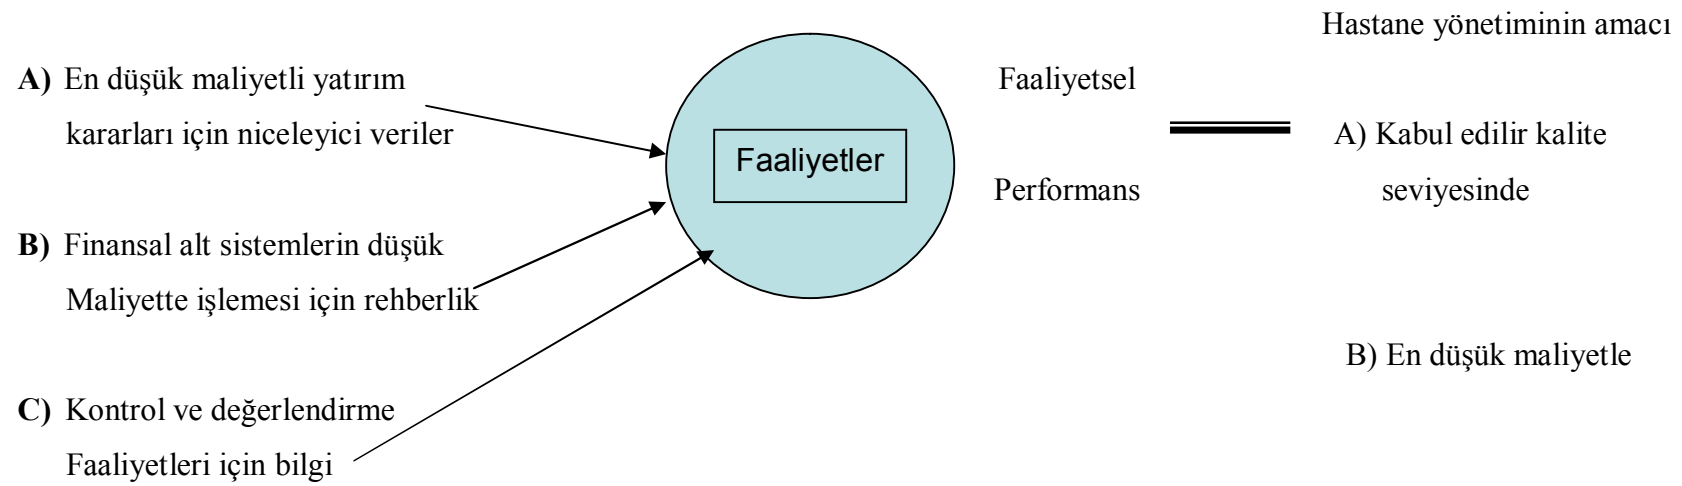 Hastane yönetiminin amacı
A) En düşük maliyetli yatırım
kararları için niceleyici veriler
B) Finansal alt sistemlerin düşük
Maliyette işlemesi için rehberlik
C) Kontrol ve değerlendirme
Faaliyetleri için bilgi
Faaliyetler
Faaliyetsel
Performans
A) Kabul edilir kalite
seviyesinde
B) En düşük maliyetle